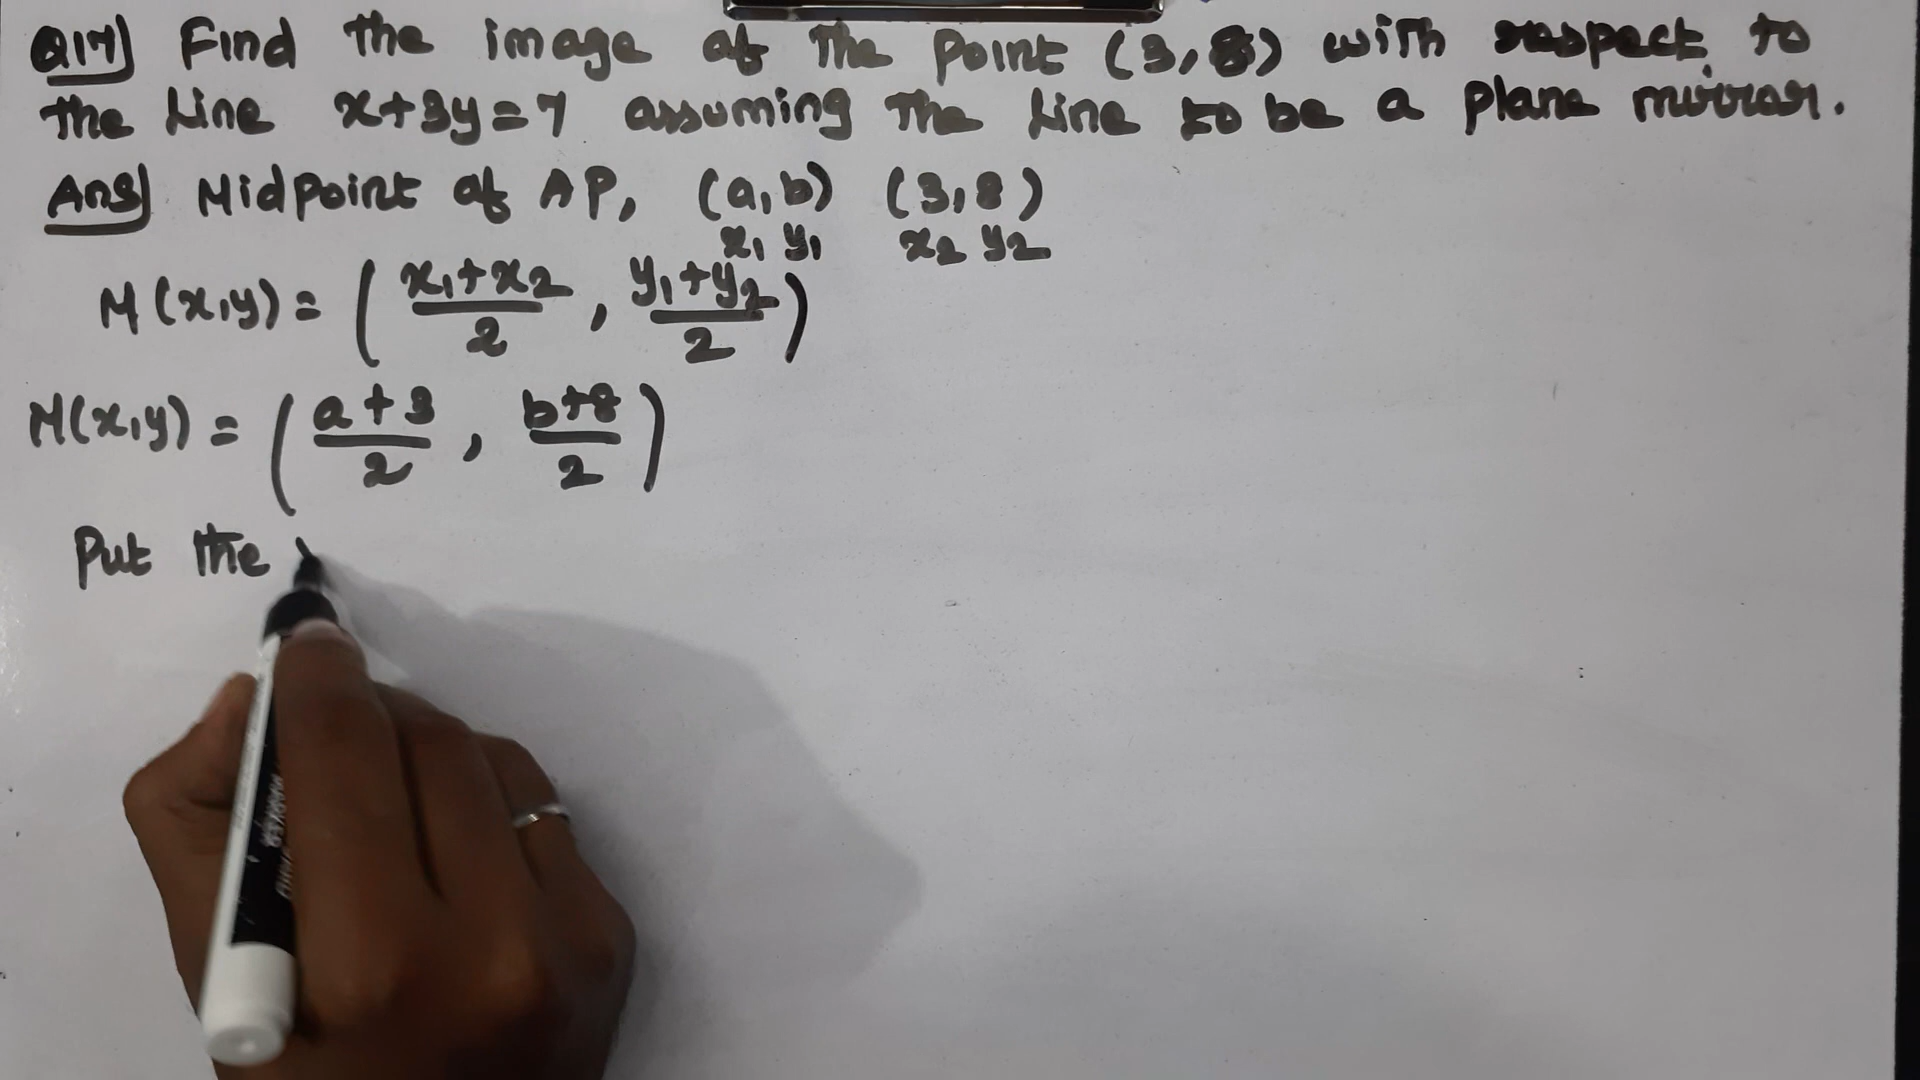 Q17) Find the image of the point (3,8) with respect to
the line x+3y=7 assuming the line to be a plane mirror.
Ans) Midpoint of AP, (a,b) (3,8)
x1 y1 x2 y2
M(x,y) = ( x1+x2/2 , y1+y2/2 )
M(x,y) = ( a+3/2 , b+8/2 )
Put the